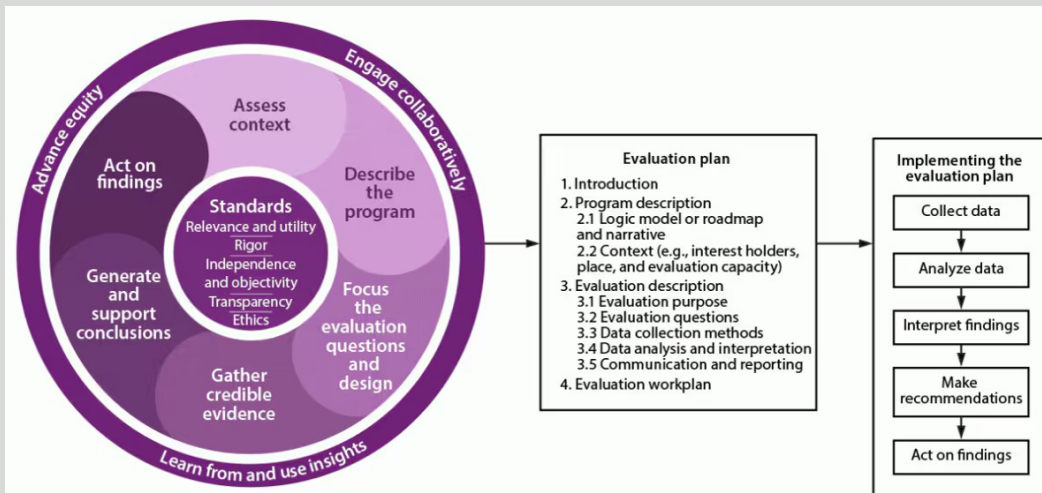 Advance equity
Engage collaboratively
Learn from and use insights
Assess
context
Describe
the
program
Focus
the
evaluation
questions
and
design
Gather
credible
evidence
Generate
and
support
conclusions
Act on
findings
Standards
Relevance and utility
Rigor
Independence
and objectivity
Transparency
Ethics
Evaluation plan
1. Introduction
2. Program description
2.1 Logic model or roadmap
and narrative
2.2 Context (e.g., interest holders,
place, and evaluation capacity)
3. Evaluation description
3.1 Evaluation purpose
3.2 Evaluation questions
3.3 Data collection methods
3.4 Data analysis and interpretation
3.5 Communication and reporting
4. Evaluation workplan
Implementing the
evaluation plan
Collect data
Analyze data
Interpret findings
Make
recommendations
Act on findings